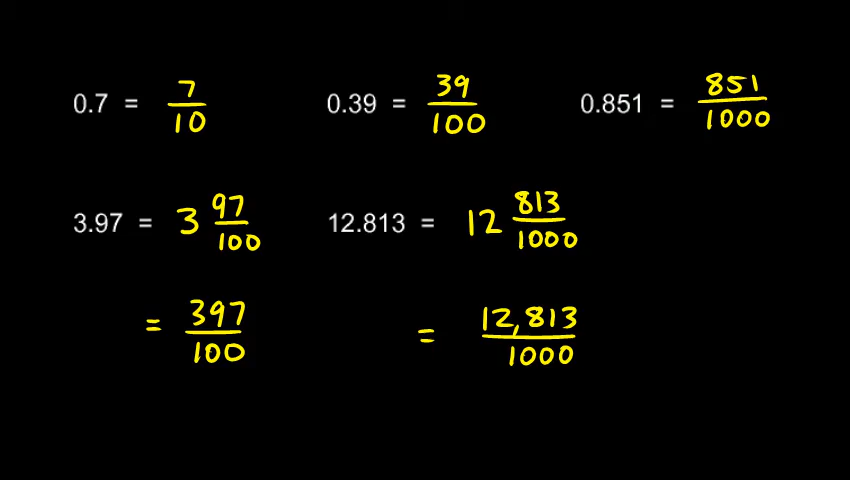 0.7 = 7/10   0.39 = 39/100   0.851 = 851/1000
3.97 = 3 97/100   12.813 = 12 813/1000
= 397/100   = 12,813/1000